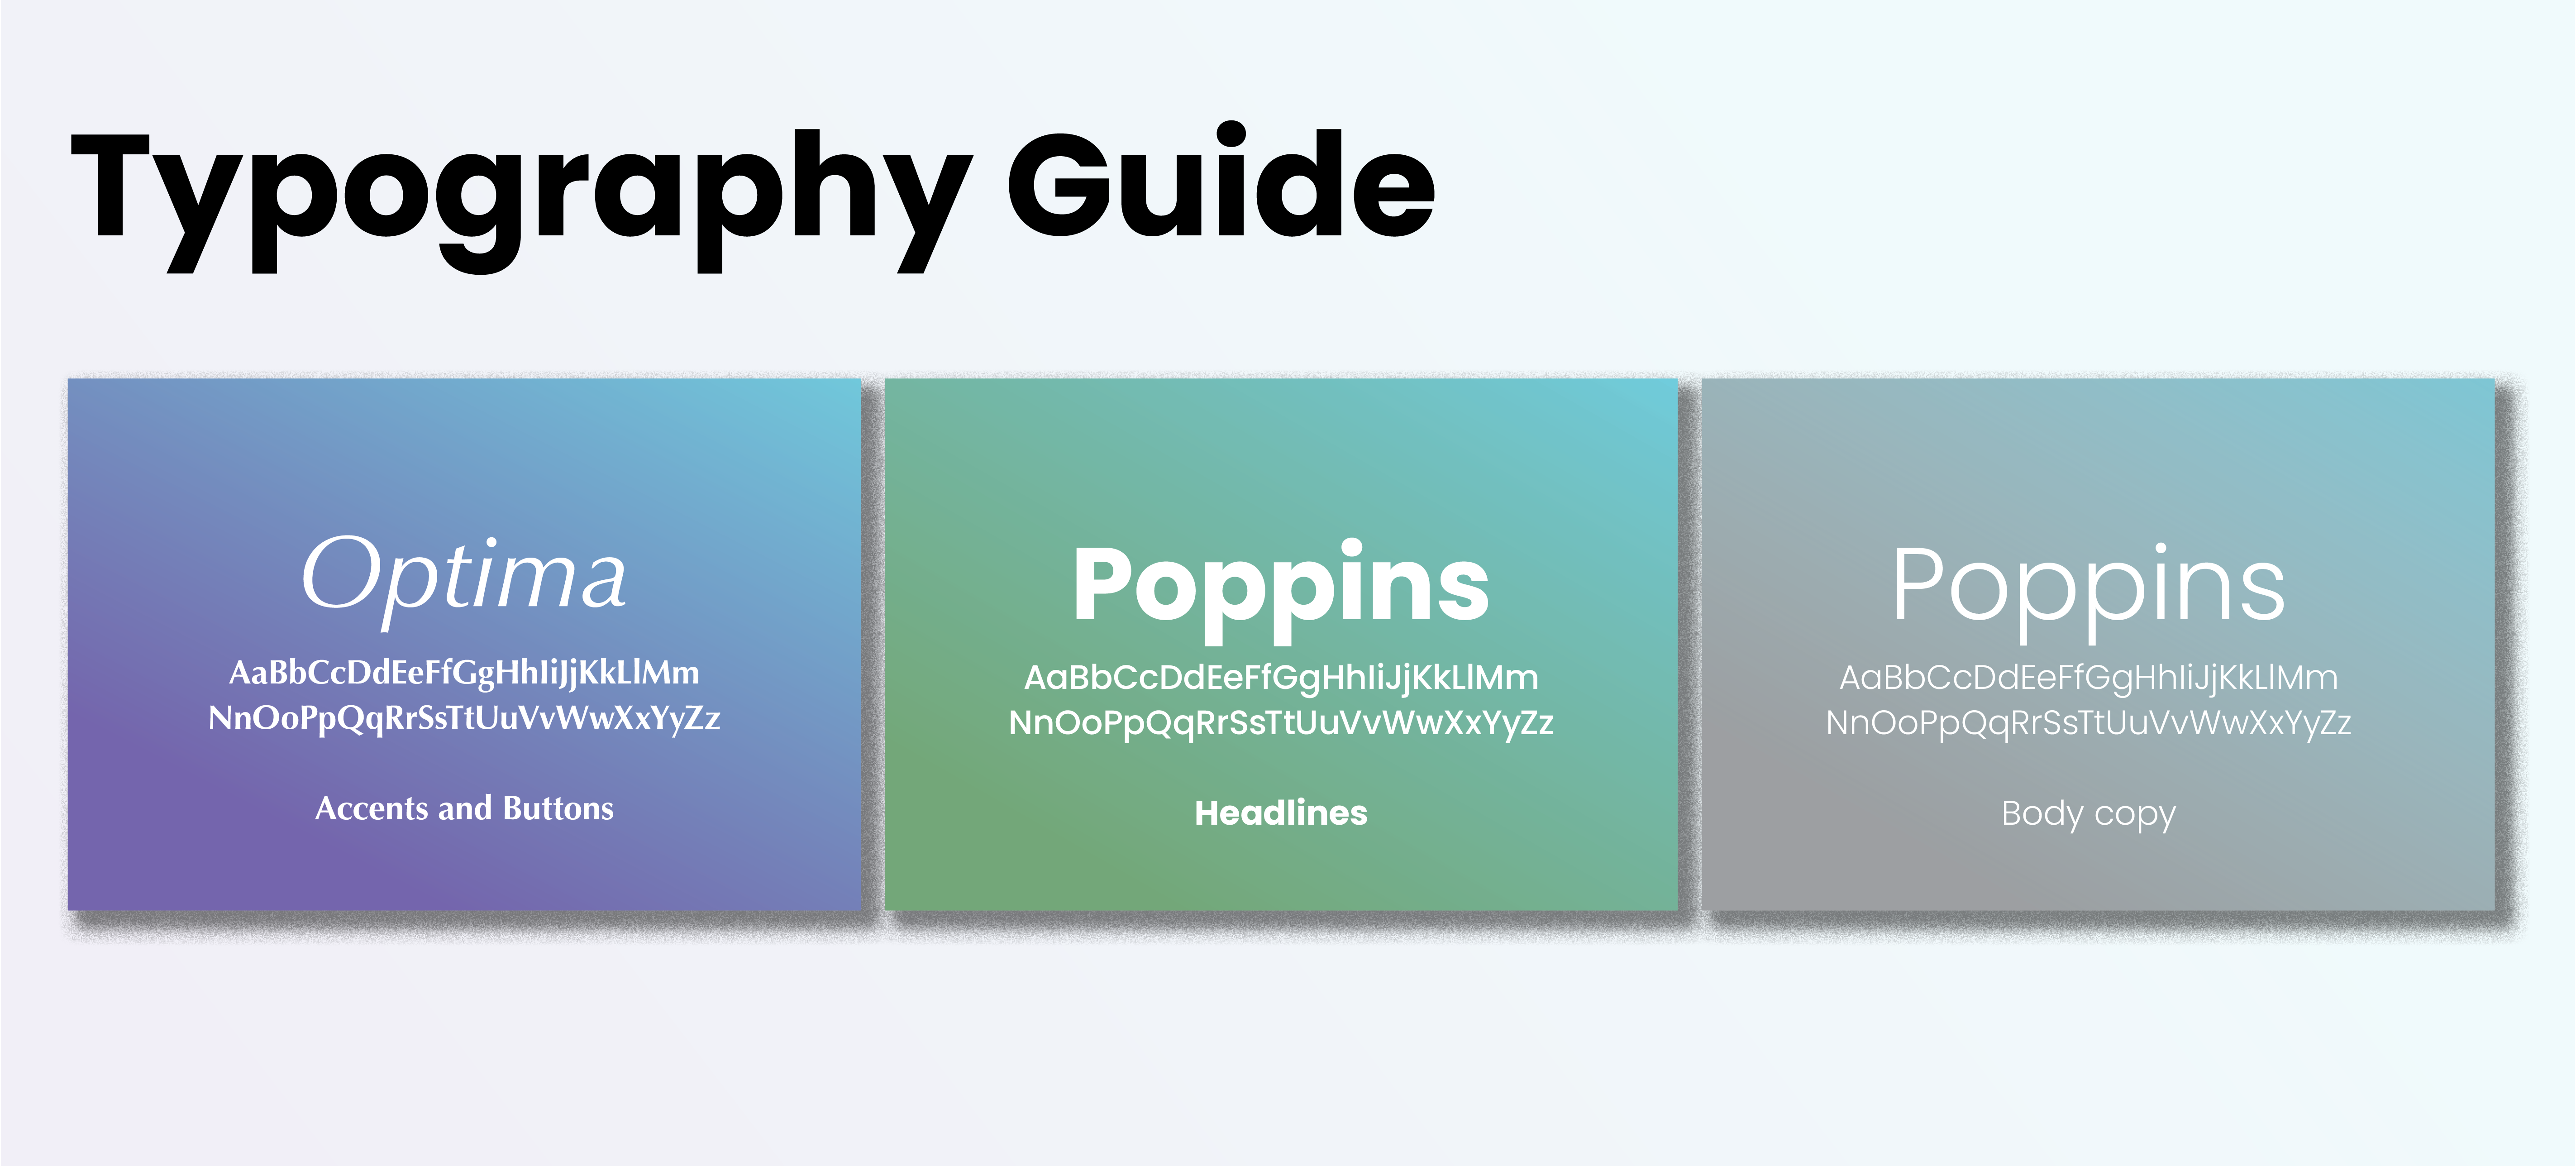 Typography Guide
Optima
AaBbCcDdEeFfGgHhIiJjKkLlMm
NnOoPpQqRrSsTtUuVvWwXxYyZz
Accents and Buttons
Poppins
AaBbCcDdEeFfGgHhIiJjKkLlMm
NnOoPpQqRrSsTtUuVvWwXxYyZz
Headlines
Poppins
AaBbCcDdEeFfGgHhIiJjKkLlMm
NnOoPpQqRrSsTtUuVvWwXxYyZz
Body copy